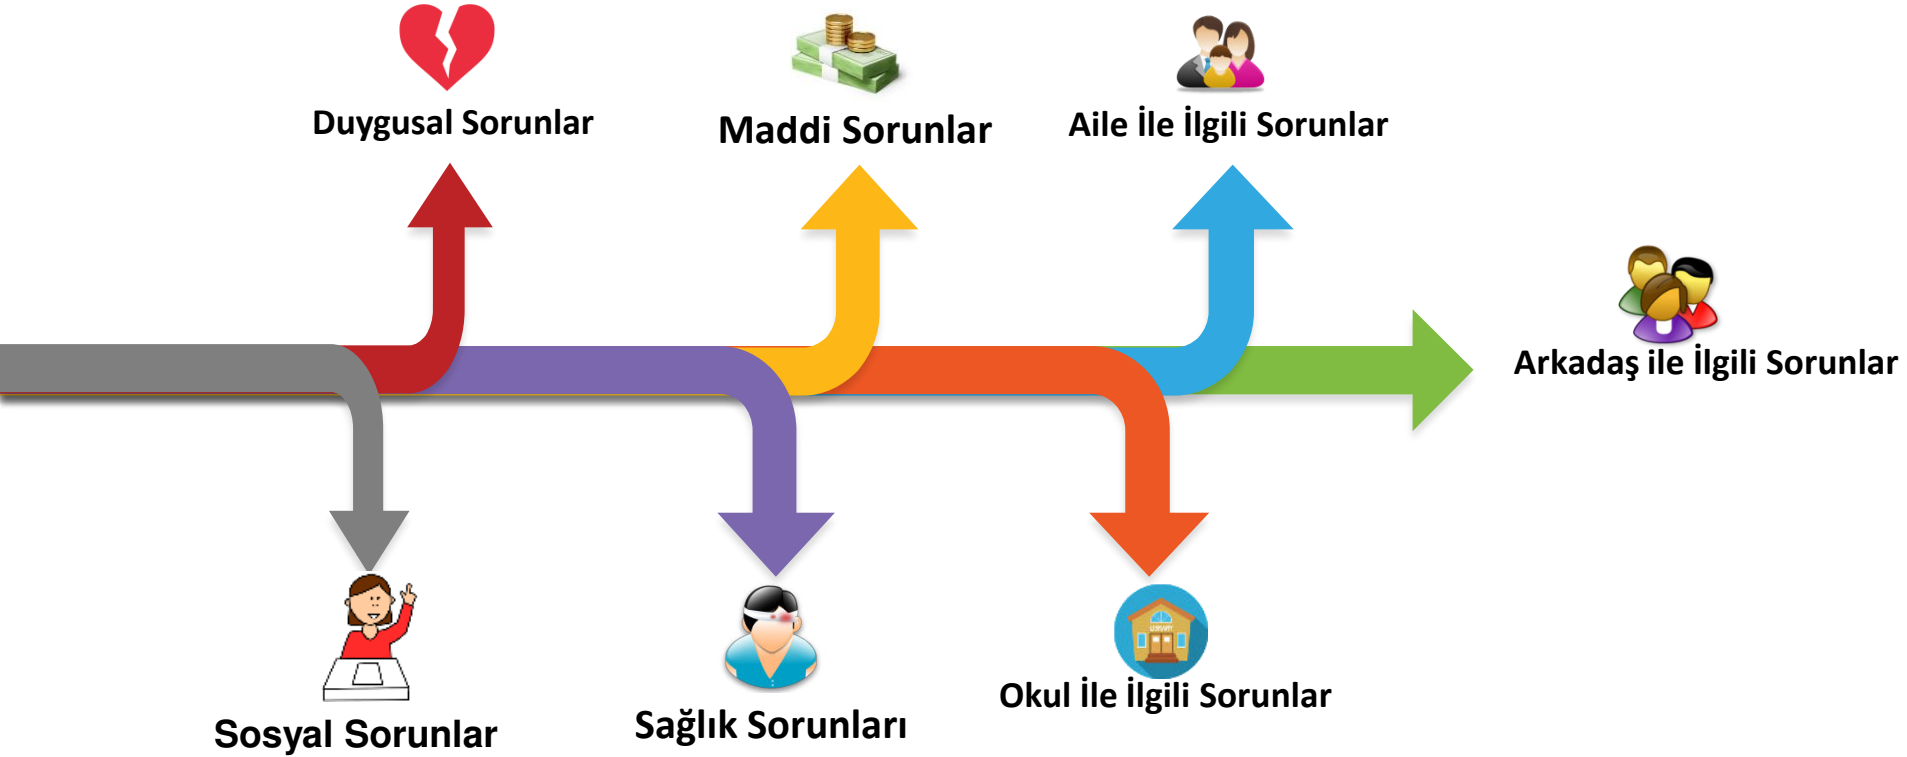 Duygusal Sorunlar
Maddi Sorunlar
Aile İle İlgili Sorunlar
Arkadaş ile İlgili Sorunlar
LIBRARY
Okul İle İlgili Sorunlar
Sağlık Sorunları
Sosyal Sorunlar